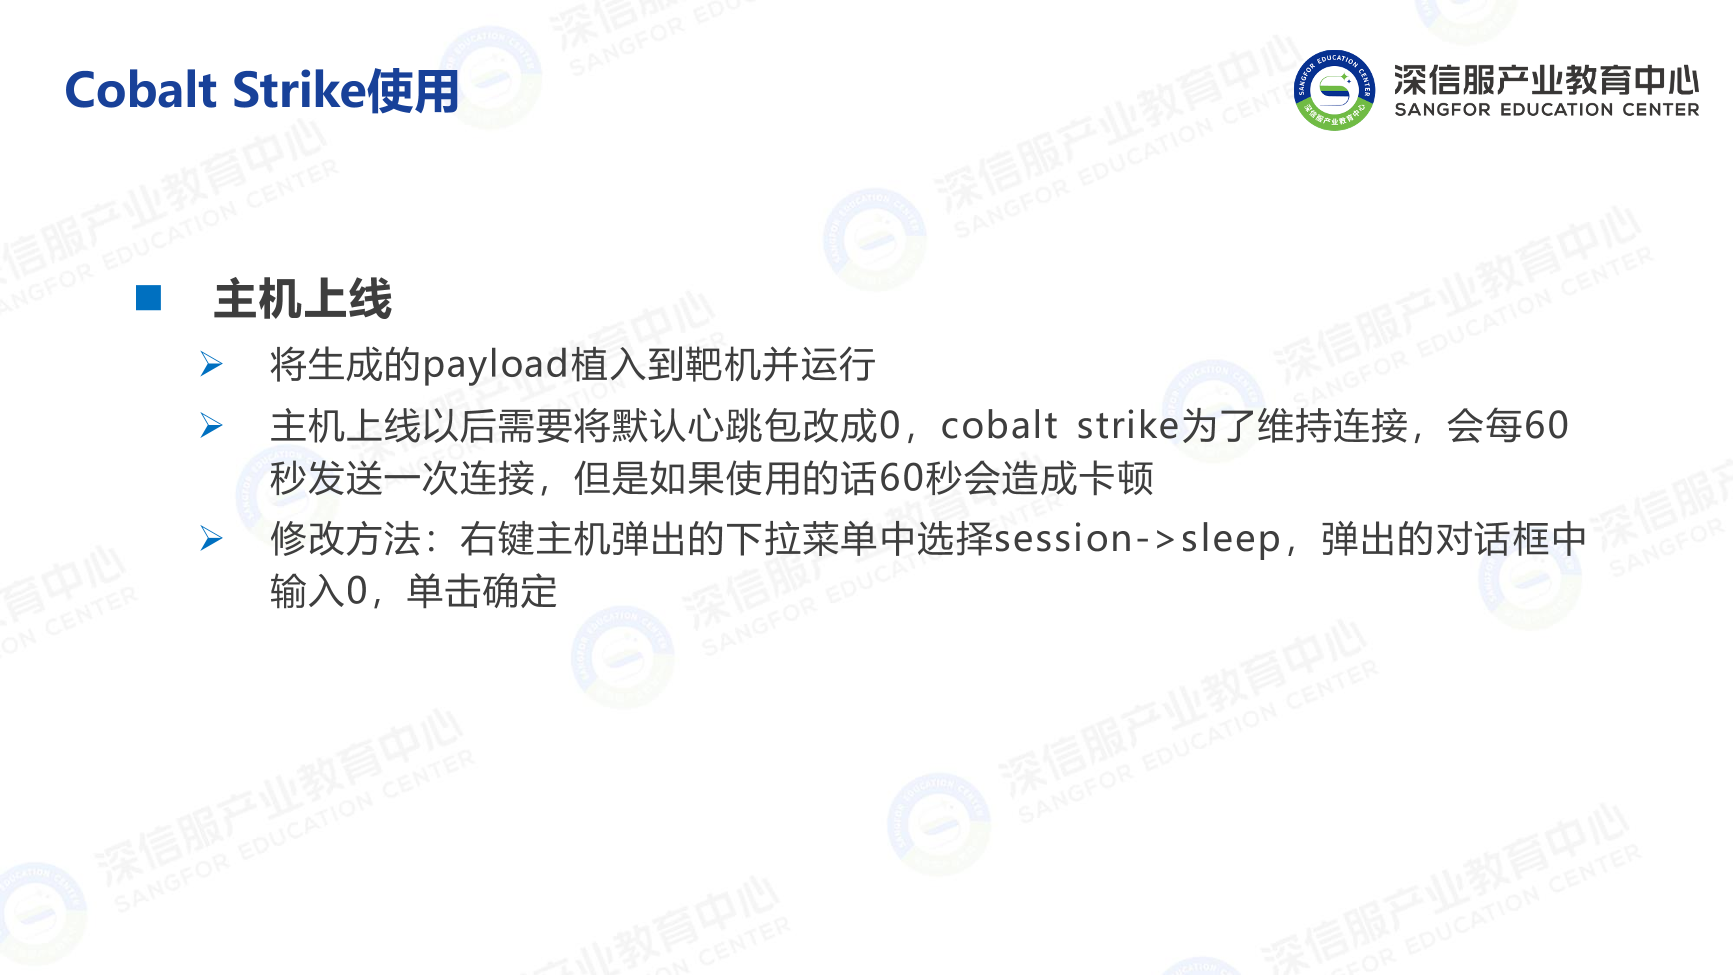 Cobalt Strike使用
深信服产业教育中心
SANGFOR EDUCATION CENTER
主机上线
将生成的payload植入到靶机并运行
主机上线以后需要将默认心跳包改成0，cobalt strike为了维持连接，会每60
秒发送一次连接，但是如果使用的话60秒会造成卡顿
修改方法：右键主机弹出的下拉菜单中选择session->sleep，弹出的对话框中
输入0，单击确定